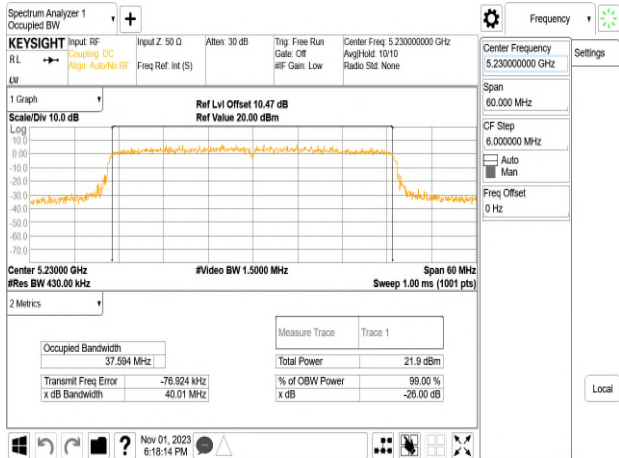 Spectrum Analyzer 1
Occupied BW
Frequency
KEYSIGHT
Input: RF
Coupling: DC
Align: Auto/No RF
Input Z: 50 Ω
Freq Ref: Int (S)
Atten: 30 dB
Trig: Free Run
Gate: Off
#IF Gain: Low
Center Freq: 5.230000000 GHz
Avg|Hold: 10/10
Radio Std: None
RL
LXI
Center Frequency
5.230000000 GHz
Settings
Span
60.000 MHz
CF Step
6.000000 MHz
Auto
Man
Freq Offset
0 Hz
Local
1 Graph
Scale/Div 10.0 dB
Ref Lvl Offset 10.47 dB
Ref Value 20.00 dBm
Log
10.0
0.00
-10.0
-20.0
-30.0
-40.0
-50.0
-60.0
-70.0
Center 5.23000 GHz
#Res BW 430.00 kHz
#Video BW 1.5000 MHz
Span 60 MHz
Sweep 1.00 ms (1001 pts)
2 Metrics
Measure Trace
Trace 1
Occupied Bandwidth
37.594 MHz
Total Power
21.9 dBm
Transmit Freq Error
-76.924 kHz
% of OBW Power
99.00 %
x dB Bandwidth
40.01 MHz
x dB
-26.00 dB
Nov 01, 2023
6:18:14 PM